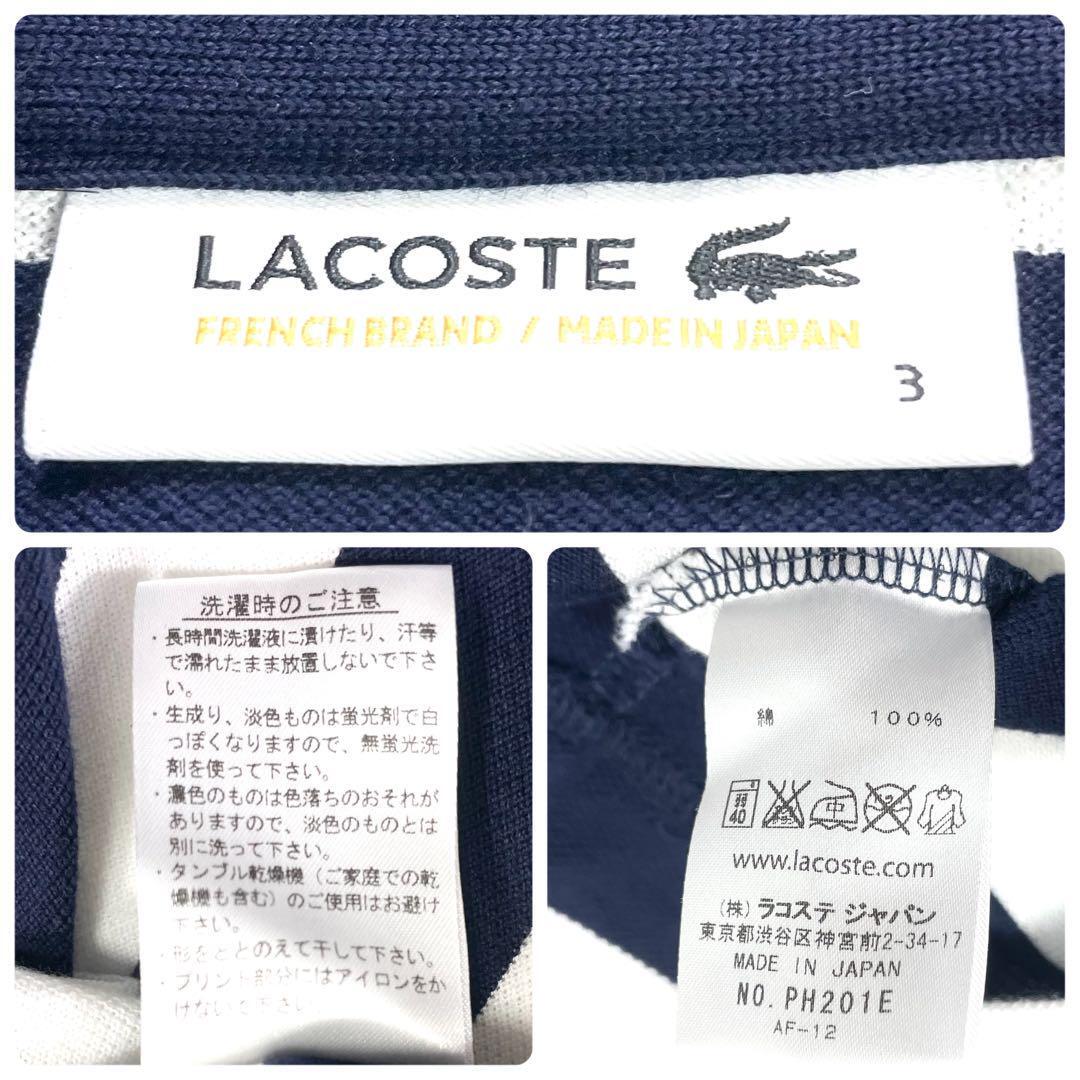 LACOSTE
FRENCH BRAND / MADE IN JAPAN
3
洗濯時のご注意
・長時間洗濯液に漬けたり、汗等
で濡れたまま放置しないで下さ
い。
・生成り、淡色ものは蛍光剤で白
っぽくなりますので、無蛍光洗
剤を使って下さい。
・濃色のものは色落ちのおそれが
ありますので、淡色のものとは
別に洗って下さい。
・タンブル乾燥機（ご家庭での乾
燥機も含む）のご使用はお避け
下さい。
・形をととのえて干して下さい。
・プリント部分にはアイロンをか
けないで下さい
綿 100%
弱
40
中
www.lacoste.com
(株) ラコステ ジャパン
東京都渋谷区神宮前2-34-17
MADE IN JAPAN
NO. PH201E
AF-12